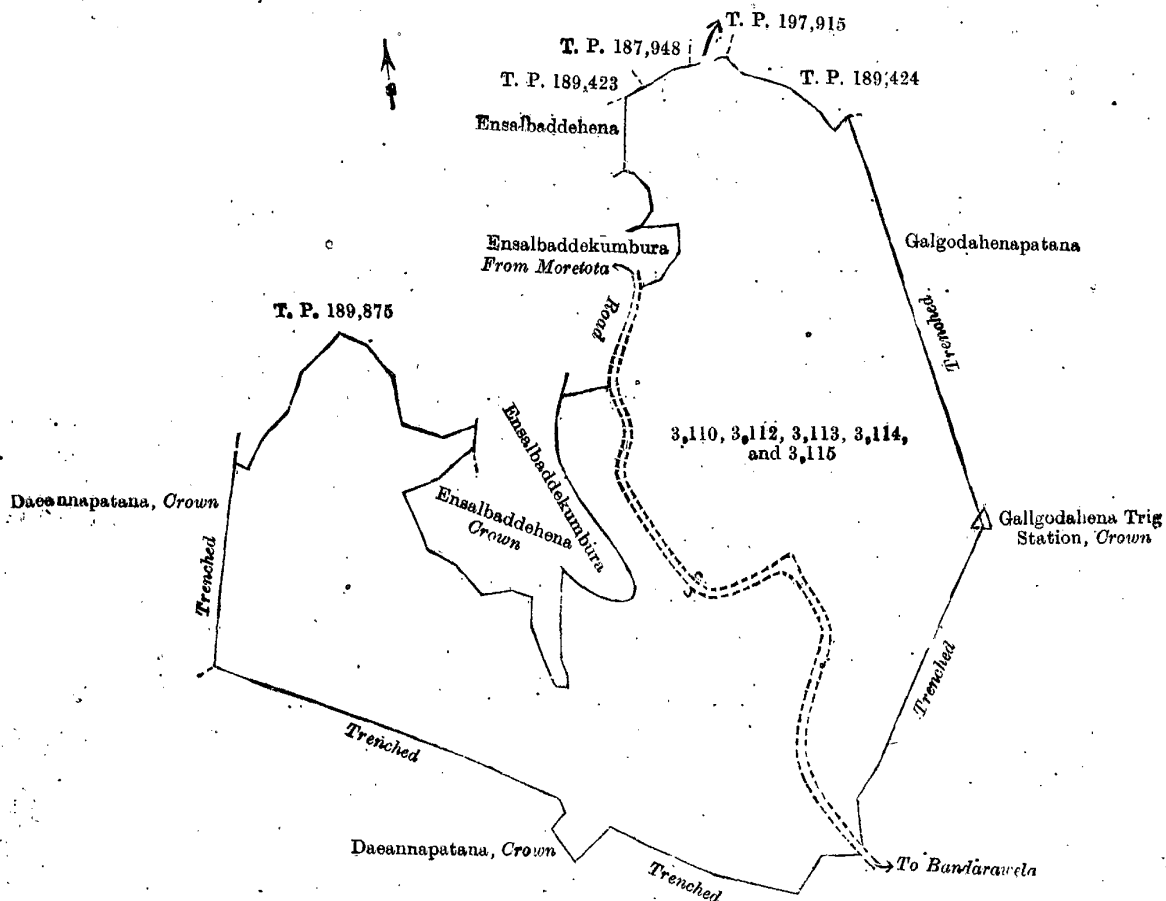 T. P. 197,915
T. P. 187,948
T. P. 189,423
T. P. 189,424
Ensalbaddehena
Ensalbaddekumbura
From Moretota
Galgodahenapatana
Road
Trenched.
T. P. 189,875
Ensalbaddekumbura
3,110, 3,112, 3,113, 3,114,
and 3,115
Daeannapatana, Crown
Ensalbaddehena
Crown
Gallgodahena Trig
Station, Crown
Trenched
Trenched
Trenched
Daeannapatana, Crown
Trenched
To Bandarawela